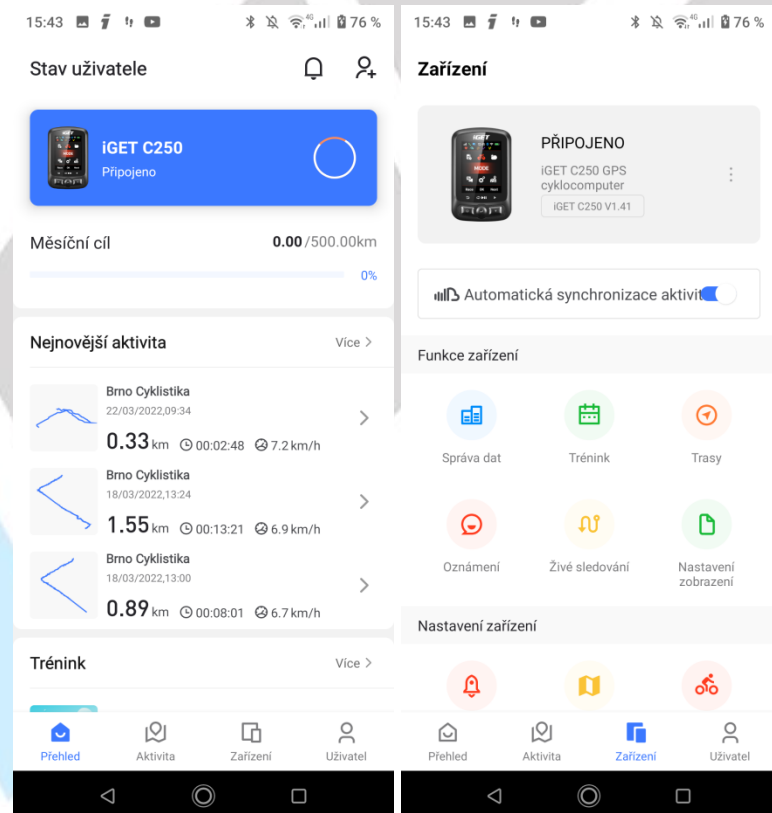 15:43 4G 76 %
Stav uživatele
iGET C250
Připojeno
Měsíční cíl 0.00/500.00km
0%
Nejnovější aktivita Více >
Brno Cyklistika
22/03/2022,09:34
0.33 km 00:02:48 7.2 km/h
Brno Cyklistika
18/03/2022,13:24
1.55 km 00:13:21 6.9 km/h
Brno Cyklistika
18/03/2022,13:00
0.89 km 00:08:01 6.7 km/h
Trénink Více >
Přehled Aktivita Zařízení Uživatel
15:43 4G 76 %
Zařízení
iGET
MODE
PŘIPOJENO
iGET C250 GPS
cyklocomputer
iGET C250 V1.41
Automatická synchronizace aktivit
Funkce zařízení
Správa dat Trénink Trasy
Oznámení Živé sledování Nastavení
zobrazení
Nastavení zařízení
Přehled Aktivita Zařízení Uživatel